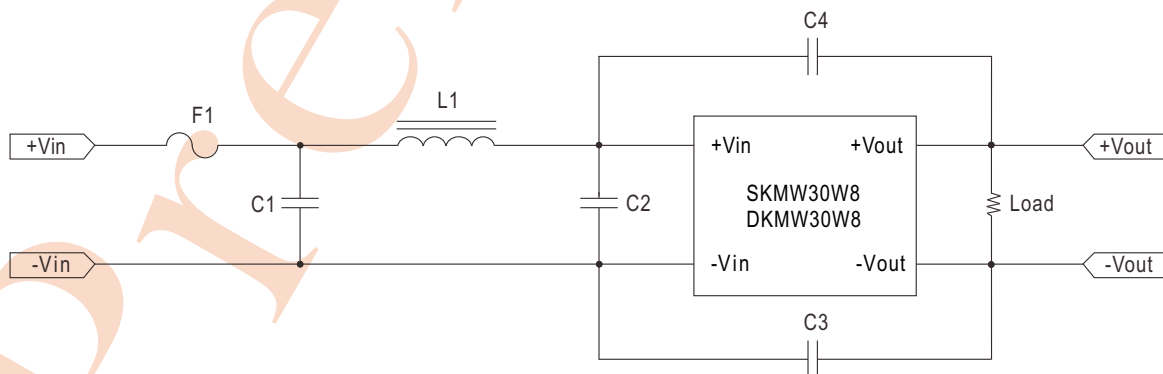 C4
F1
L1
+Vin
+Vin
+Vout
+Vout
C1
C2
SKMW30W8
DKMW30W8
Load
-Vin
-Vin
-Vout
-Vout
C3